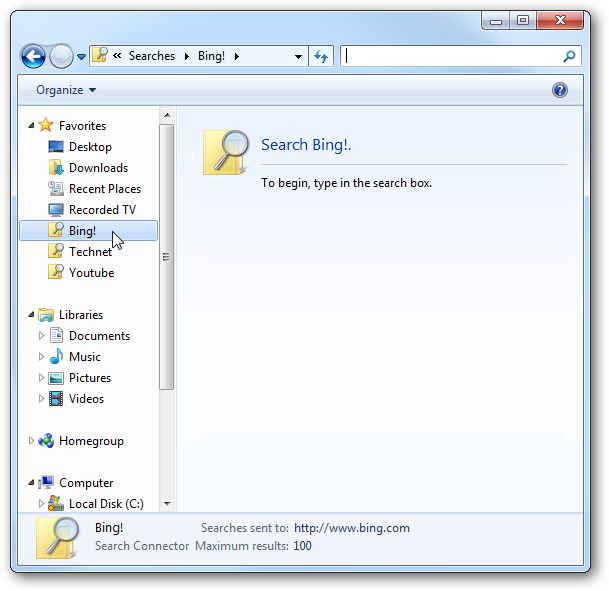 « Searches Bing!
Organize
Favorites
Desktop
Downloads
Recent Places
Recorded TV
Bing!
Technet
Youtube
Libraries
Documents
Music
Pictures
Videos
Homegroup
Computer
Local Disk (C:)
Search Bing!.
To begin, type in the search box.
Bing! Searches sent to: http://www.bing.com
Search Connector Maximum results: 100